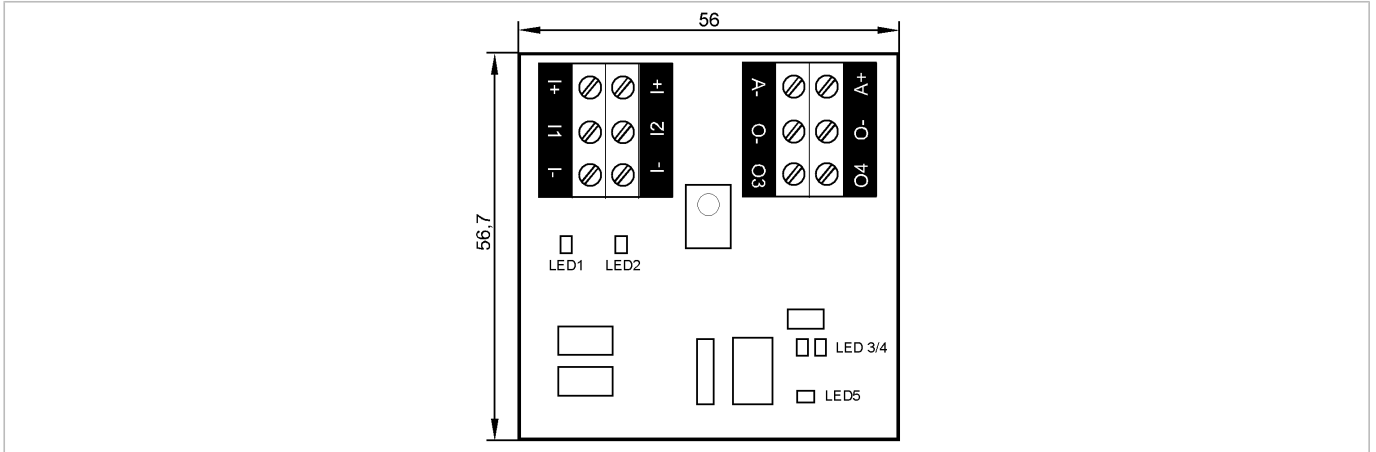 56
I+ I+ A- A+
I1 I2 O- O-
I- I- O3 O4
56,7
LED1 LED2
LED 3/4
LED5